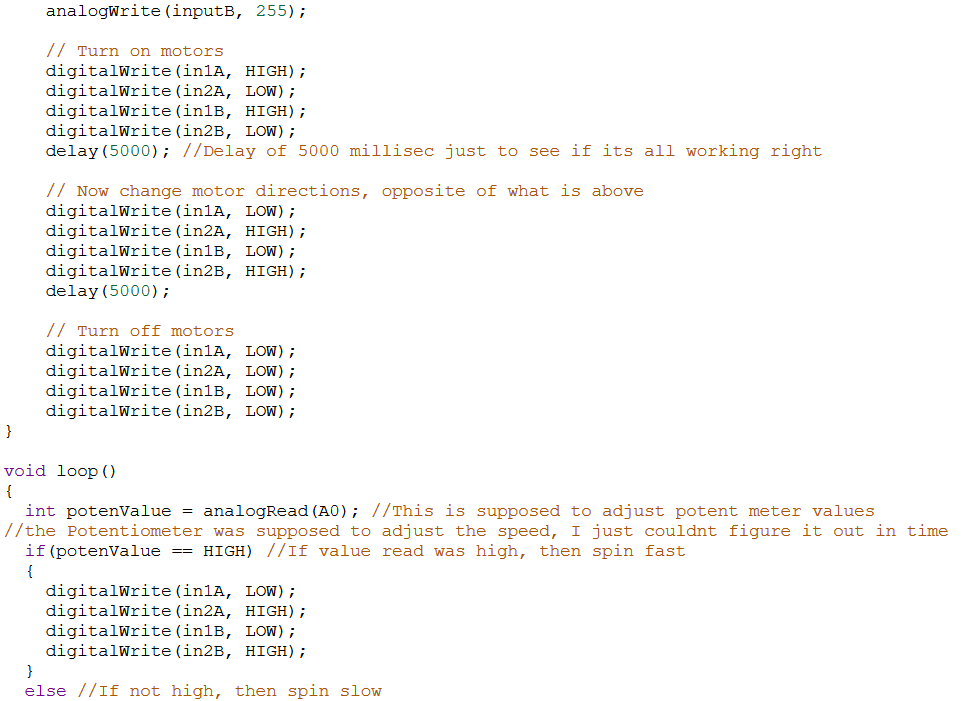 analogWrite(inputB, 255);
// Turn on motors
digitalWrite(in1A, HIGH);
digitalWrite(in2A, LOW);
digitalWrite(in1B, HIGH);
digitalWrite(in2B, LOW);
delay(5000); //Delay of 5000 millisec just to see if its all working right
// Now change motor directions, opposite of what is above
digitalWrite(in1A, LOW);
digitalWrite(in2A, HIGH);
digitalWrite(in1B, LOW);
digitalWrite(in2B, HIGH);
delay(5000);
// Turn off motors
digitalWrite(in1A, LOW);
digitalWrite(in2A, LOW);
digitalWrite(in1B, LOW);
digitalWrite(in2B, LOW);
}
void loop()
{
int potenValue = analogRead(A0); //This is supposed to adjust potent meter values
//the Potentiometer was supposed to adjust the speed, I just couldnt figure it out in time
if(potenValue == HIGH) //If value read was high, then spin fast
{
digitalWrite(in1A, LOW);
digitalWrite(in2A, HIGH);
digitalWrite(in1B, LOW);
digitalWrite(in2B, HIGH);
}
else //If not high, then spin slow